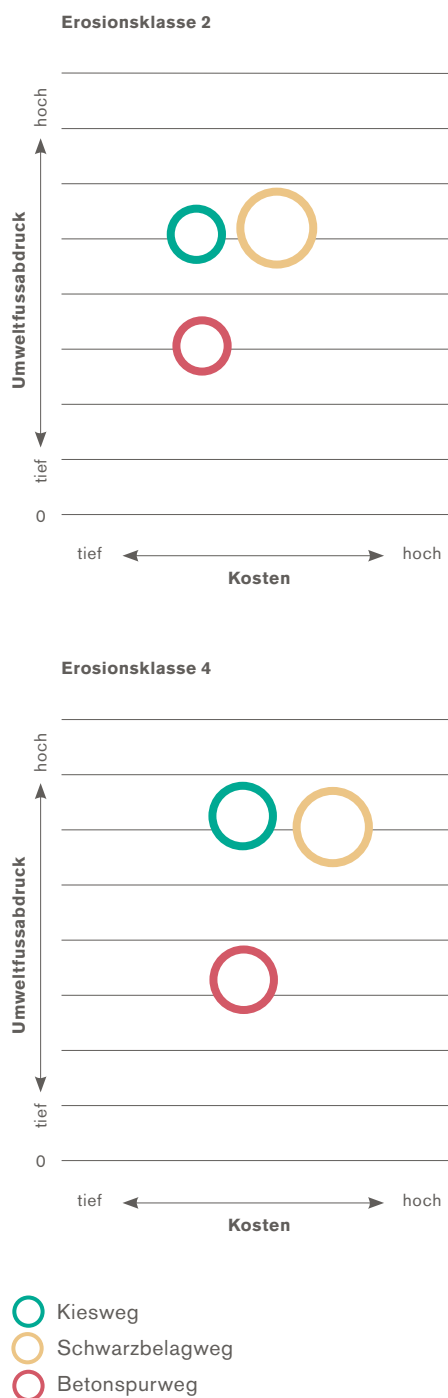 Erosionsklasse 2
hoch
Umweltfussabdruck
tief
0
tief
hoch
Kosten
Erosionsklasse 4
hoch
Umweltfussabdruck
tief
0
tief
hoch
Kosten
Kiesweg
Schwarzbelagweg
Betonspurweg